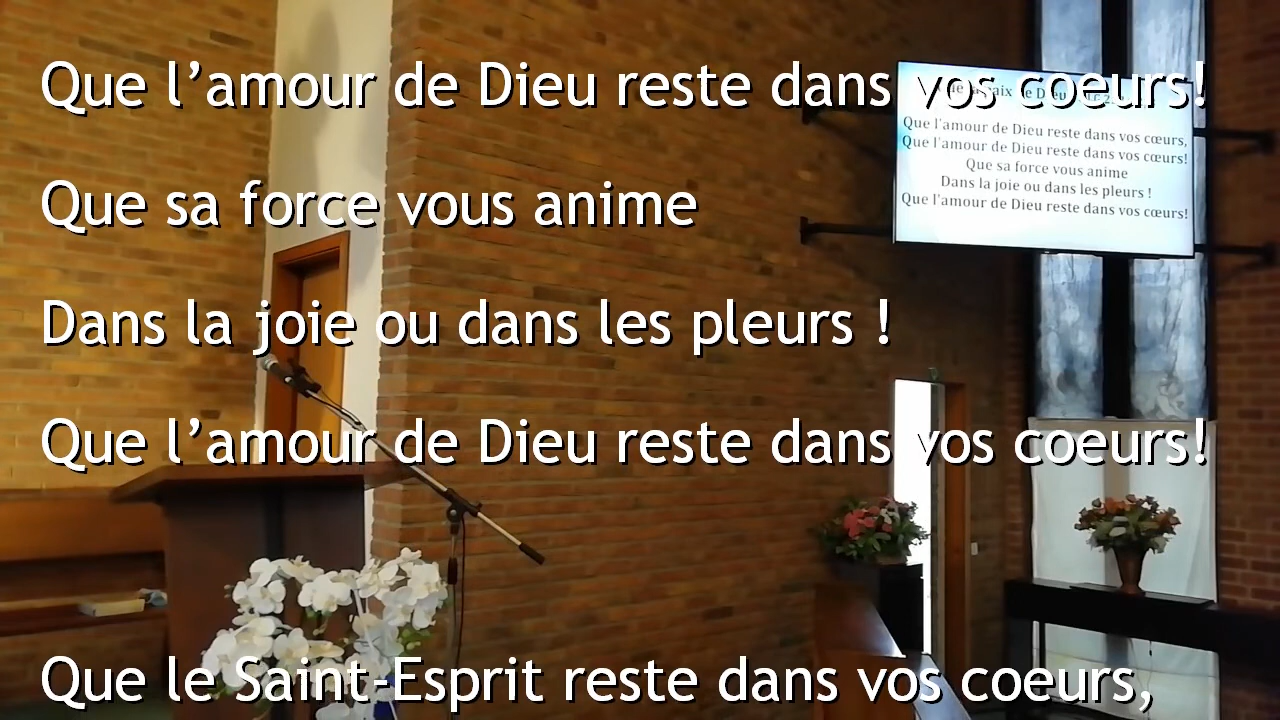 Que l’amour de Dieu reste dans vos coeurs!
Que sa force vous anime
Dans la joie ou dans les pleurs !
Que l’amour de Dieu reste dans vos coeurs!
Que le Saint-Esprit reste dans vos coeurs,
de Dieu
Que l'amour de Dieu reste dans vos cœurs,
Que l'amour de Dieu reste dans vos cœurs!
Que sa force vous anime
Dans la joie ou dans les pleurs !
Que l'amour de Dieu reste dans vos cœurs!